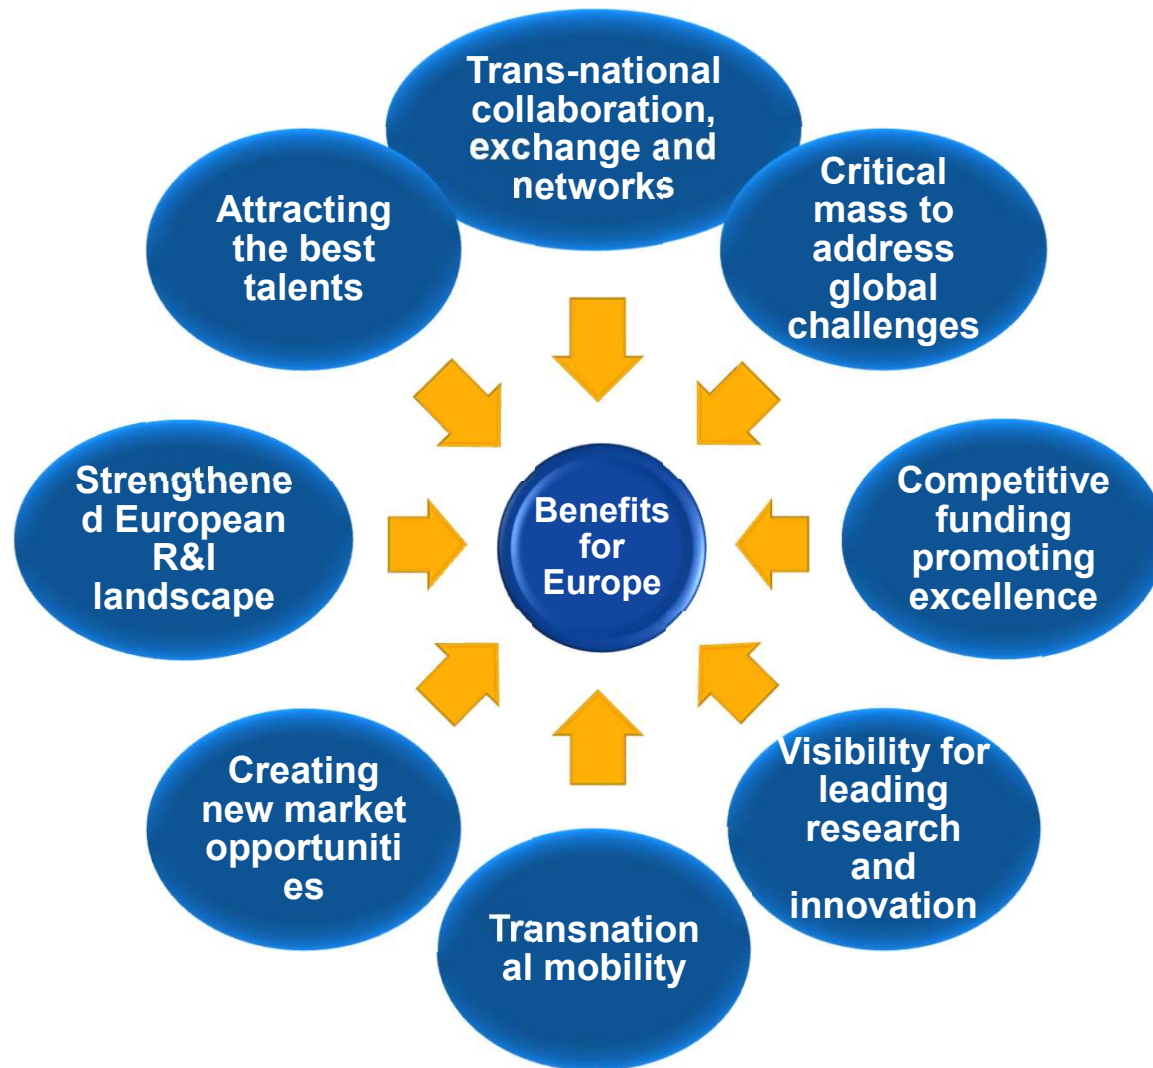 Trans-national
collaboration,
exchange and
networks
Critical
mass to
address
global
challenges
Competitive
funding
promoting
excellence
Visibility for
leading
research
and
innovation
Transnation
al mobility
Creating
new market
opportuniti
es
Strengthene
d European
R&I
landscape
Attracting
the best
talents
Benefits
for
Europe